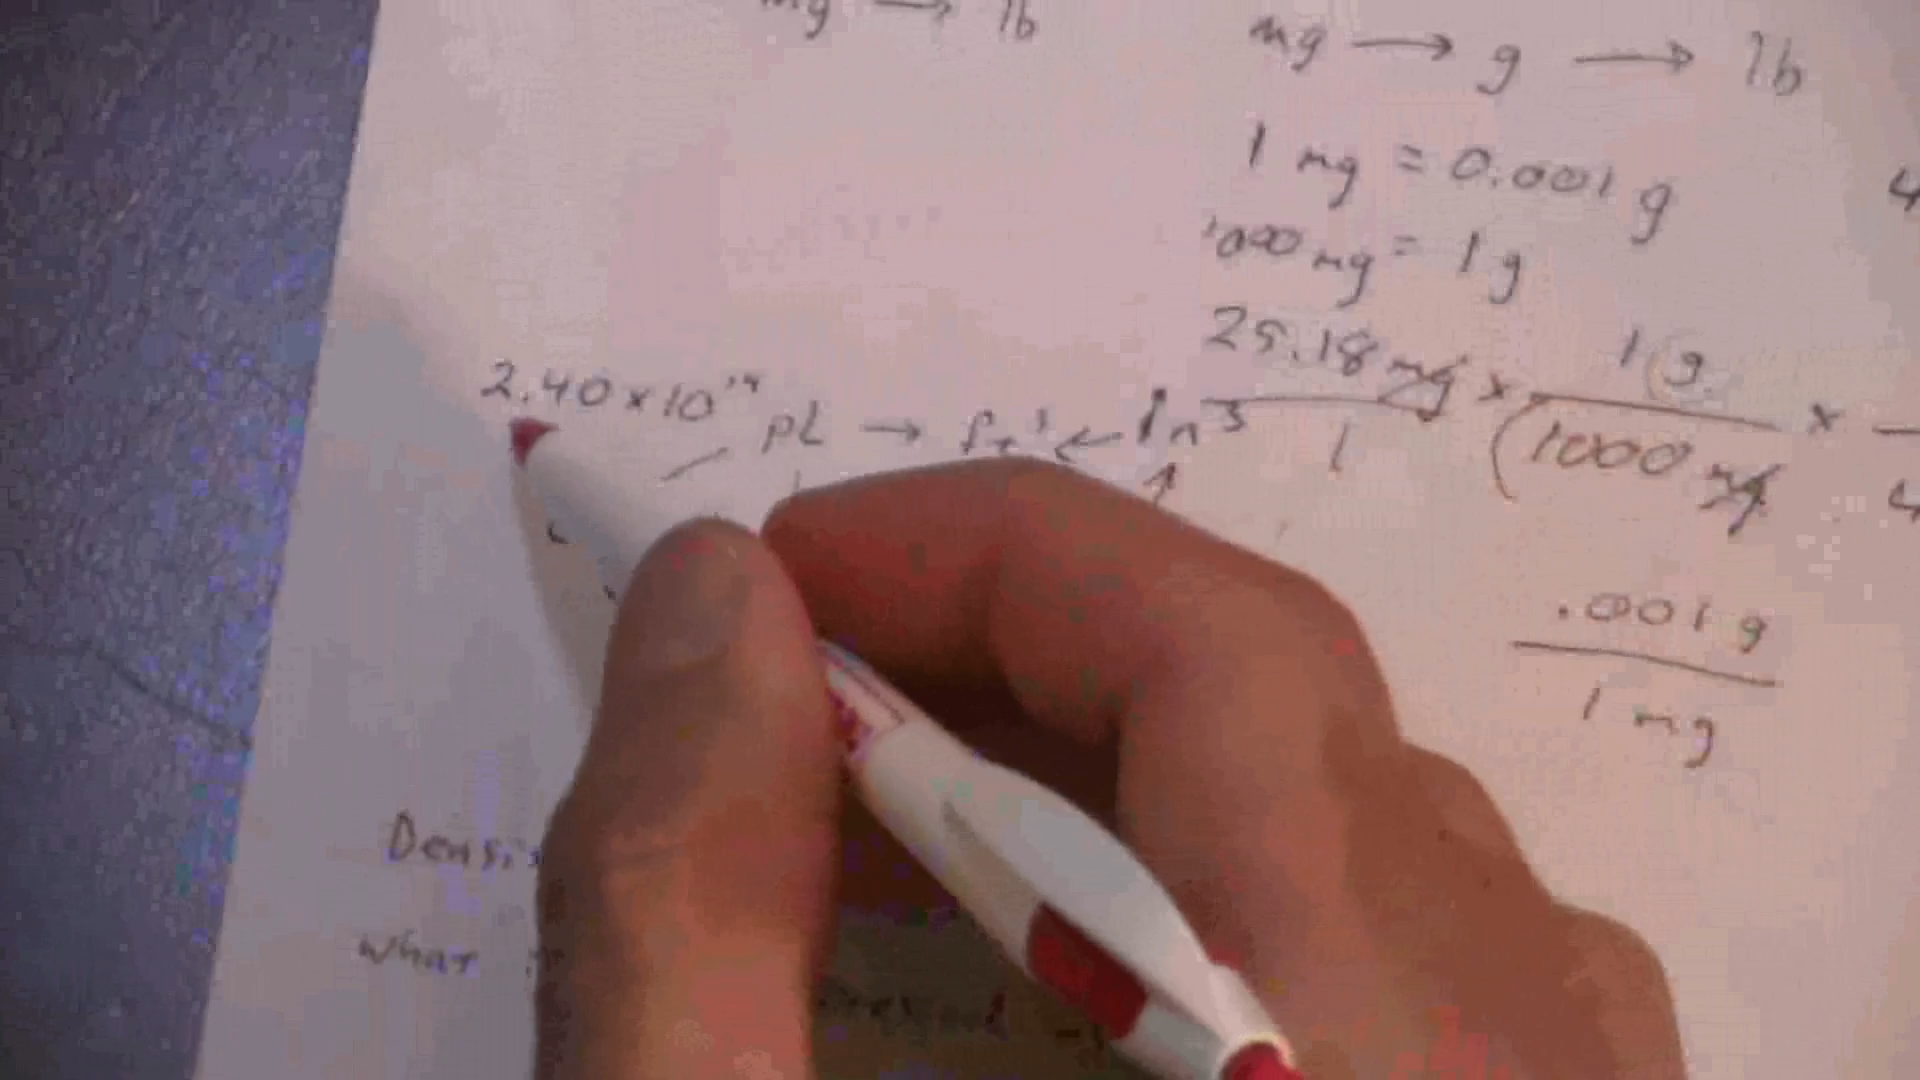 mg → lb
mg → g → lb
1 mg = 0.001 g
1000 mg = 1 g
25.18 mg × 1 g ×
1 1000 mg
2.40 × 10¹⁴
pL → ft³ ← in³
.001 g
1 mg
What